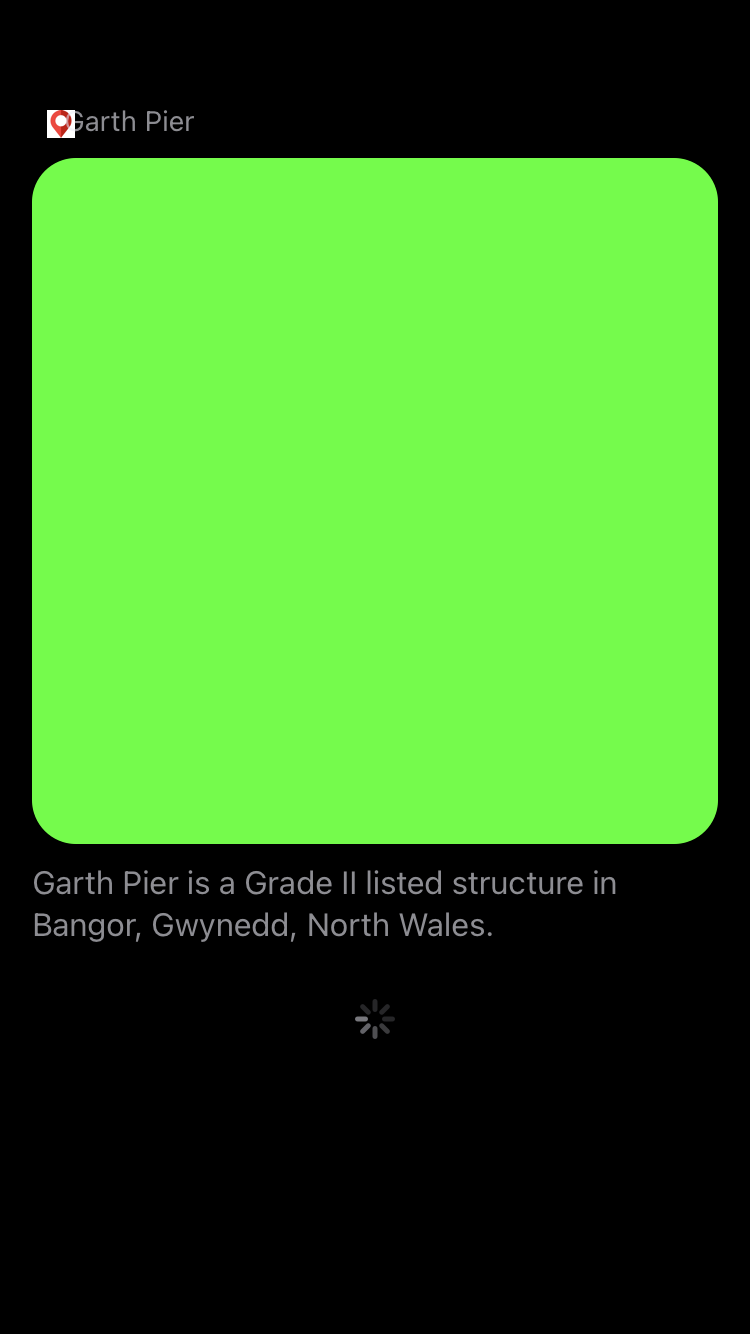 Garth Pier
Garth Pier is a Grade II listed structure in
Bangor, Gwynedd, North Wales.